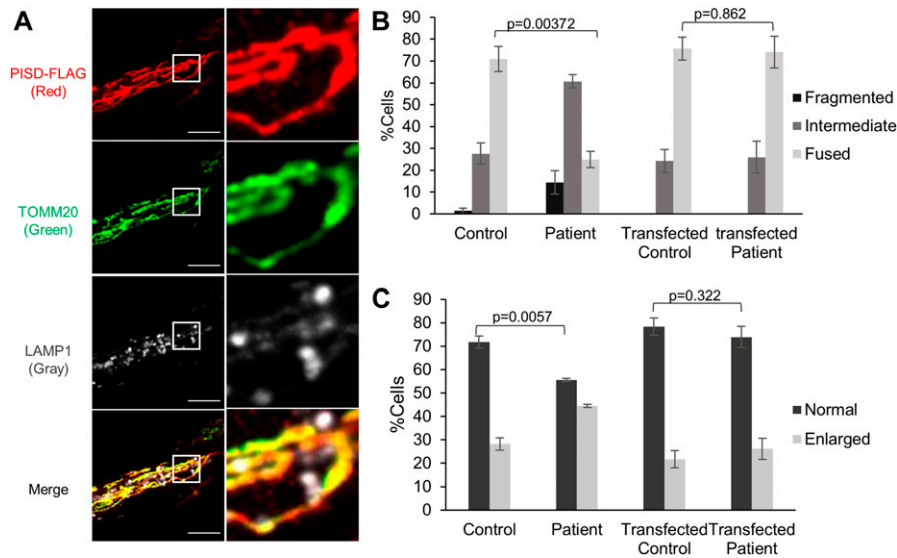 A
PISD-FLAG
(Red)
TOMM20
(Green)
LAMP1
(Gray)
Merge
B
p=0.00372
p=0.862
%Cells
90
80
70
60
50
40
30
20
10
0
Control
Patient
Transfected
Control
transfected
Patient
Fragmented
Intermediate
Fused
C
p=0.0057
p=0.322
%Cells
90
80
70
60
50
40
30
20
10
0
Control
Patient
Transfected
Control
Transfected
Patient
Normal
Enlarged